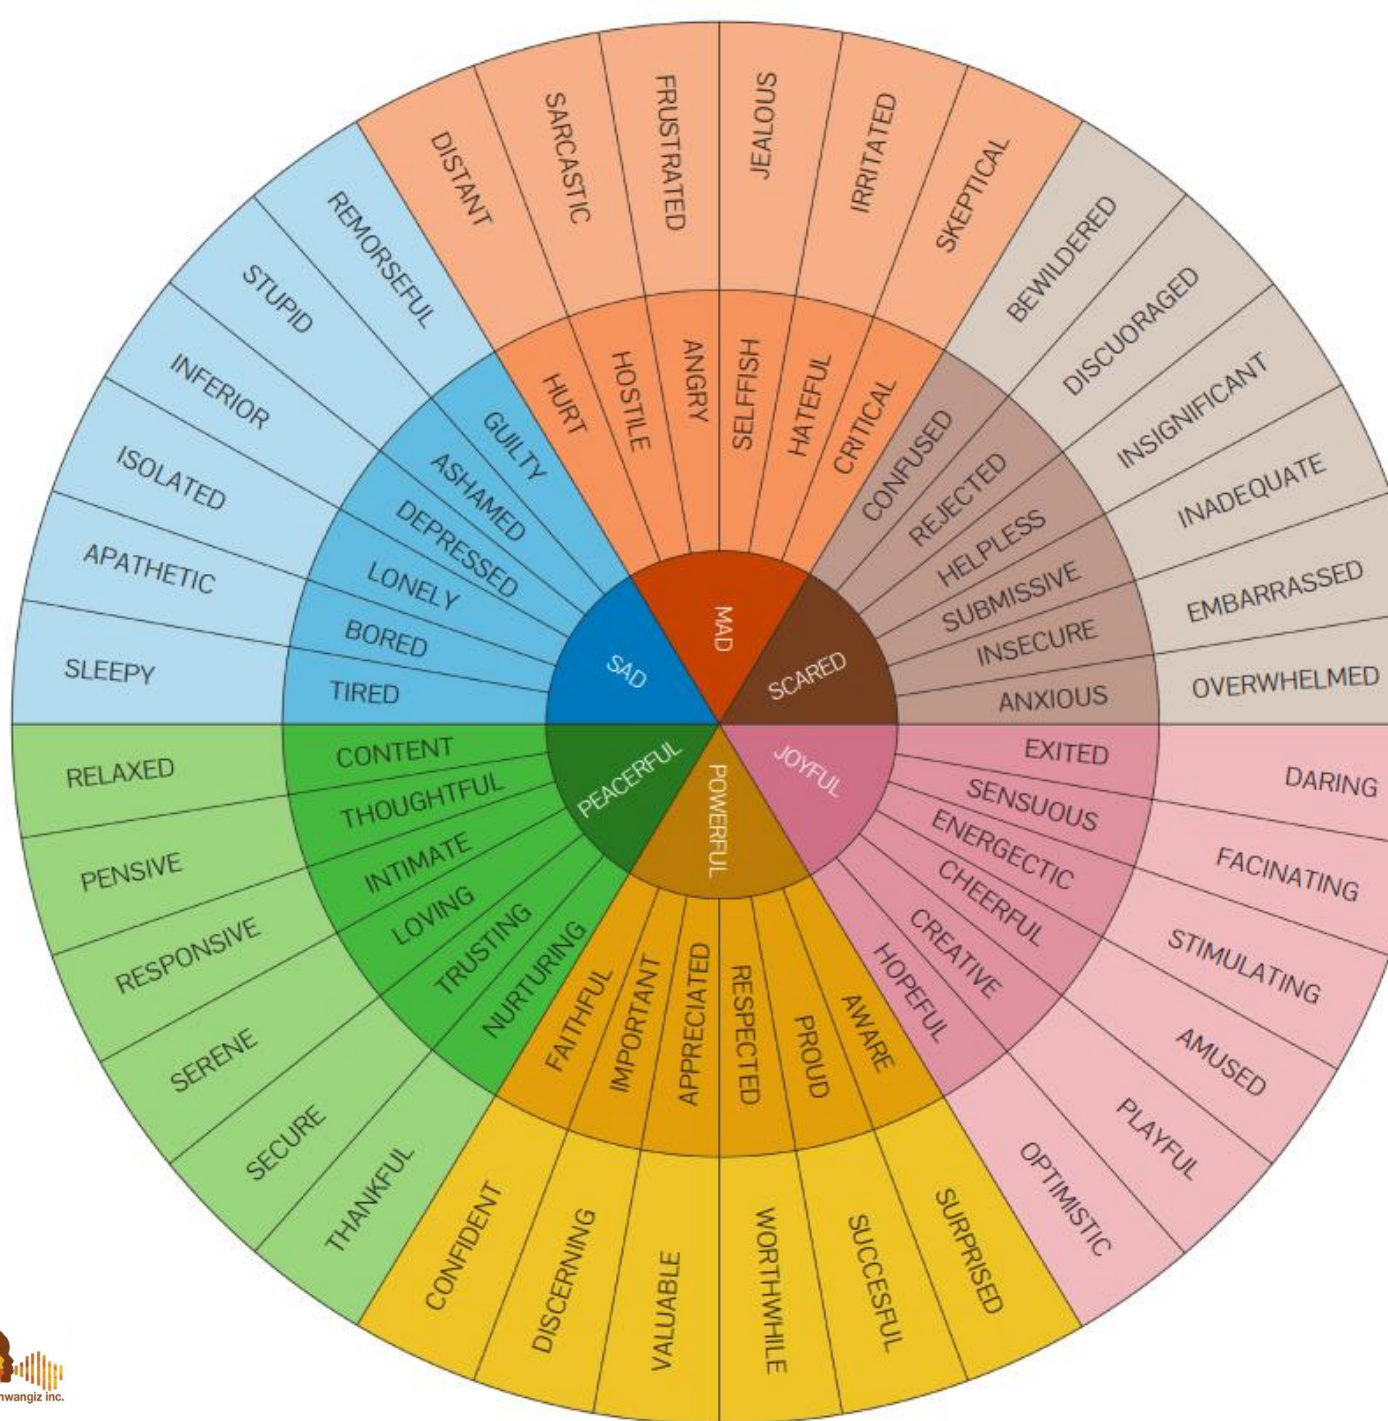 MAD
HURT
HOSTILE
ANGRY
SELFFISH
HATEFUL
CRITICAL
DISTANT
SARCASTIC
FRUSTRATED
JEALOUS
IRRITATED
SKEPTICAL
SCARED
CONFUSED
REJECTED
HELPLESS
SUBMISSIVE
INSECURE
ANXIOUS
BEWILDERED
DISCUORAGED
INSIGNIFICANT
INADEQUATE
EMBARRASSED
OVERWHELMED
JOYFUL
EXITED
SENSUOUS
ENERGECTIC
CHEERFUL
CREATIVE
HOPEFUL
DARING
FACINATING
STIMULATING
AMUSED
PLAYFUL
OPTIMISTIC
POWERFUL
AWARE
PROUD
RESPECTED
APPRECIATED
IMPORTANT
FAITHFUL
SURPRISED
SUCCESFUL
WORTHWHILE
VALUABLE
DISCERNING
CONFIDENT
PEACERFUL
NURTURING
TRUSTING
LOVING
INTIMATE
THOUGHTFUL
CONTENT
THANKFUL
SECURE
SERENE
RESPONSIVE
PENSIVE
RELAXED
SAD
TIRED
BORED
LONELY
DEPRESSED
ASHAMED
GUILTY
SLEEPY
APATHETIC
ISOLATED
INFERIOR
STUPID
REMORSEFUL
inc.